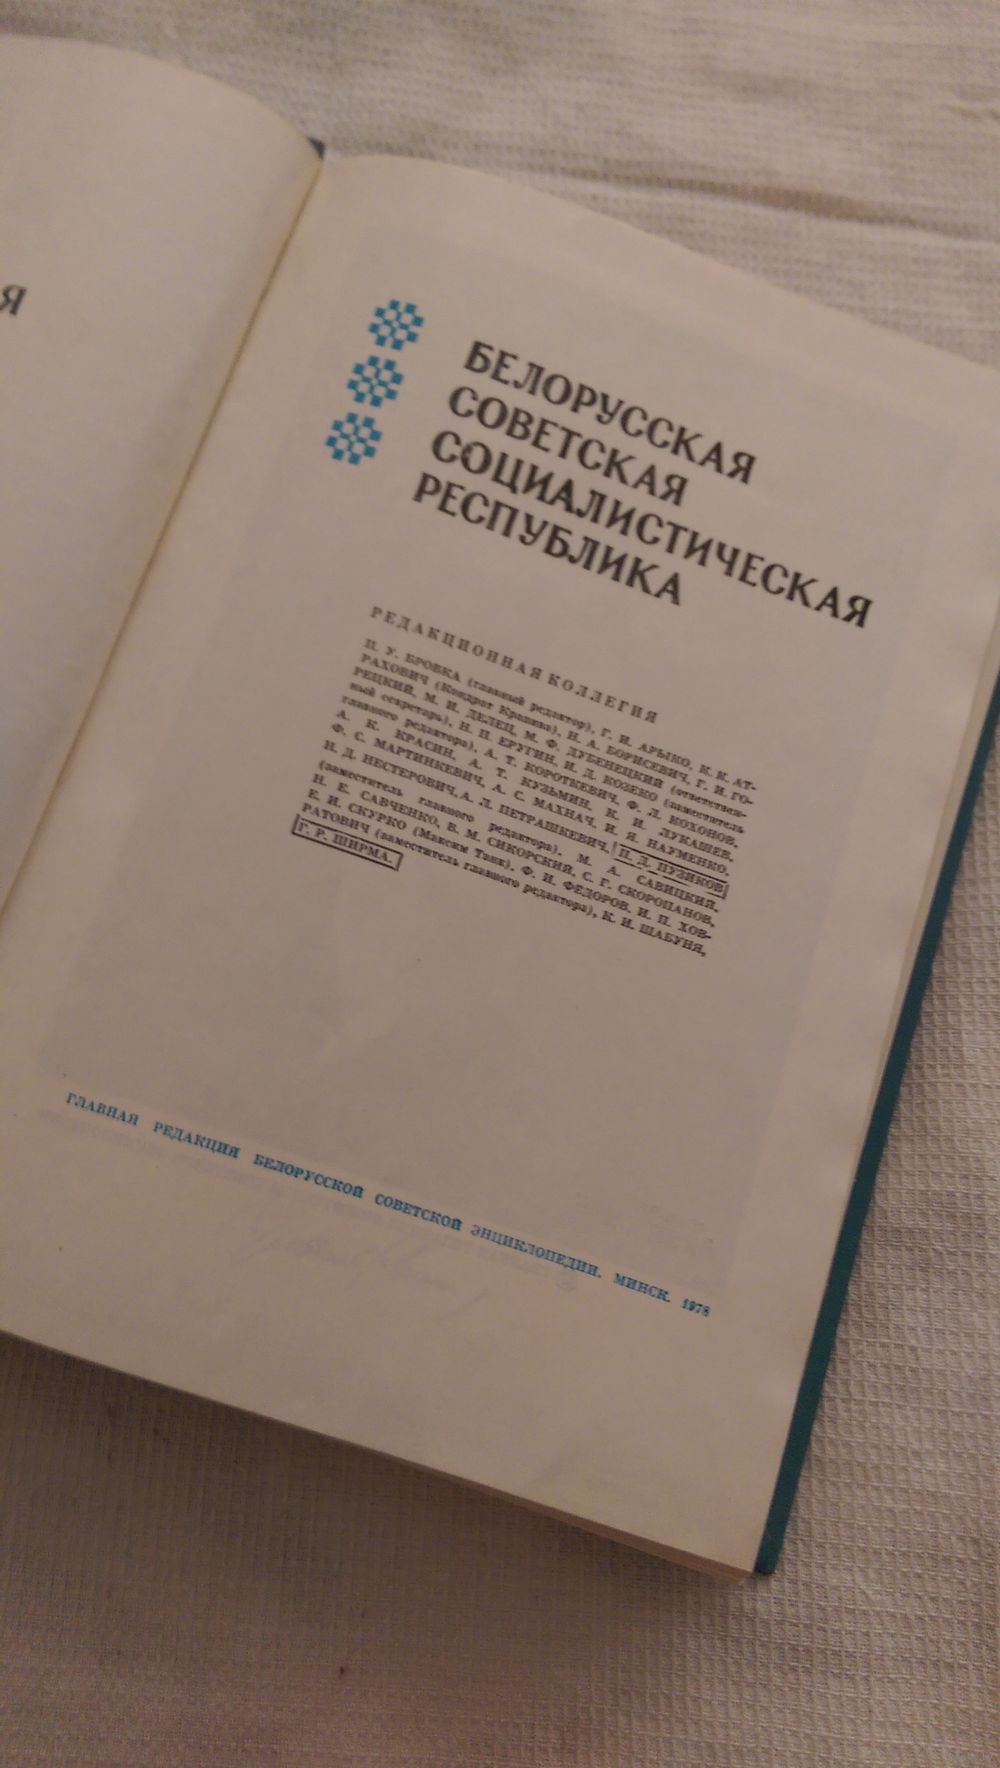 Я
БЕЛОРУССКАЯ
СОВЕТСКАЯ
СОЦИАЛИСТИЧЕСКАЯ
РЕСПУБЛИКА
РЕДАКЦИОННАЯ КОЛЛЕГИЯ
П. У. БРОВКА (главный редактор), Г. И. АРЫКО, К. К. АТ-
РАХОВИЧ (Кондрат Крапива), Н. А. БОРИСЕВИЧ, Г. И. ГО-
РЕЦКИЙ, М. И. ДЕЛЕЦ, М. Ф. ДУБЕНЕЦКИЙ (ответствен-
ный секретарь), Н. П. ЕРУГИН, И. Д. КОЗЕКО (заместитель
главного редактора), А. Т. КОРОТКЕВИЧ, Ф. Л. КОХОНОВ,
А. К. КРАСИН, А. Т. КУЗЬМИН, К. И. ЛУКАШЕВ,
Ф. С. МАРТИНКЕВИЧ, А. С. МАХНАЧ, И. Я. НАУМЕНКО,
Н. Д. НЕСТЕРОВИЧ, А. Л. ПЕТРАШКЕВИЧ, Н. Д. ПУЗИКОВ
(заместитель главного редактора), М. А. САВИЦКИЙ,
Н. Е. САВЧЕНКО, В. М. СИКОРСКИЙ, С. Г. СКОРОПАНОВ,
Е. И. СКУРКО (Максим Танк), Ф. И. ФЕДОРОВ, И. П. ХОВ-
РАТОВИЧ (заместитель главного редактора), К. И. ШАБУНЯ,
Г. Р. ШИРМА.
ГЛАВНАЯ РЕДАКЦИЯ БЕЛОРУССКОЙ СОВЕТСКОЙ ЭНЦИКЛОПЕДИИ. МИНСК. 1978